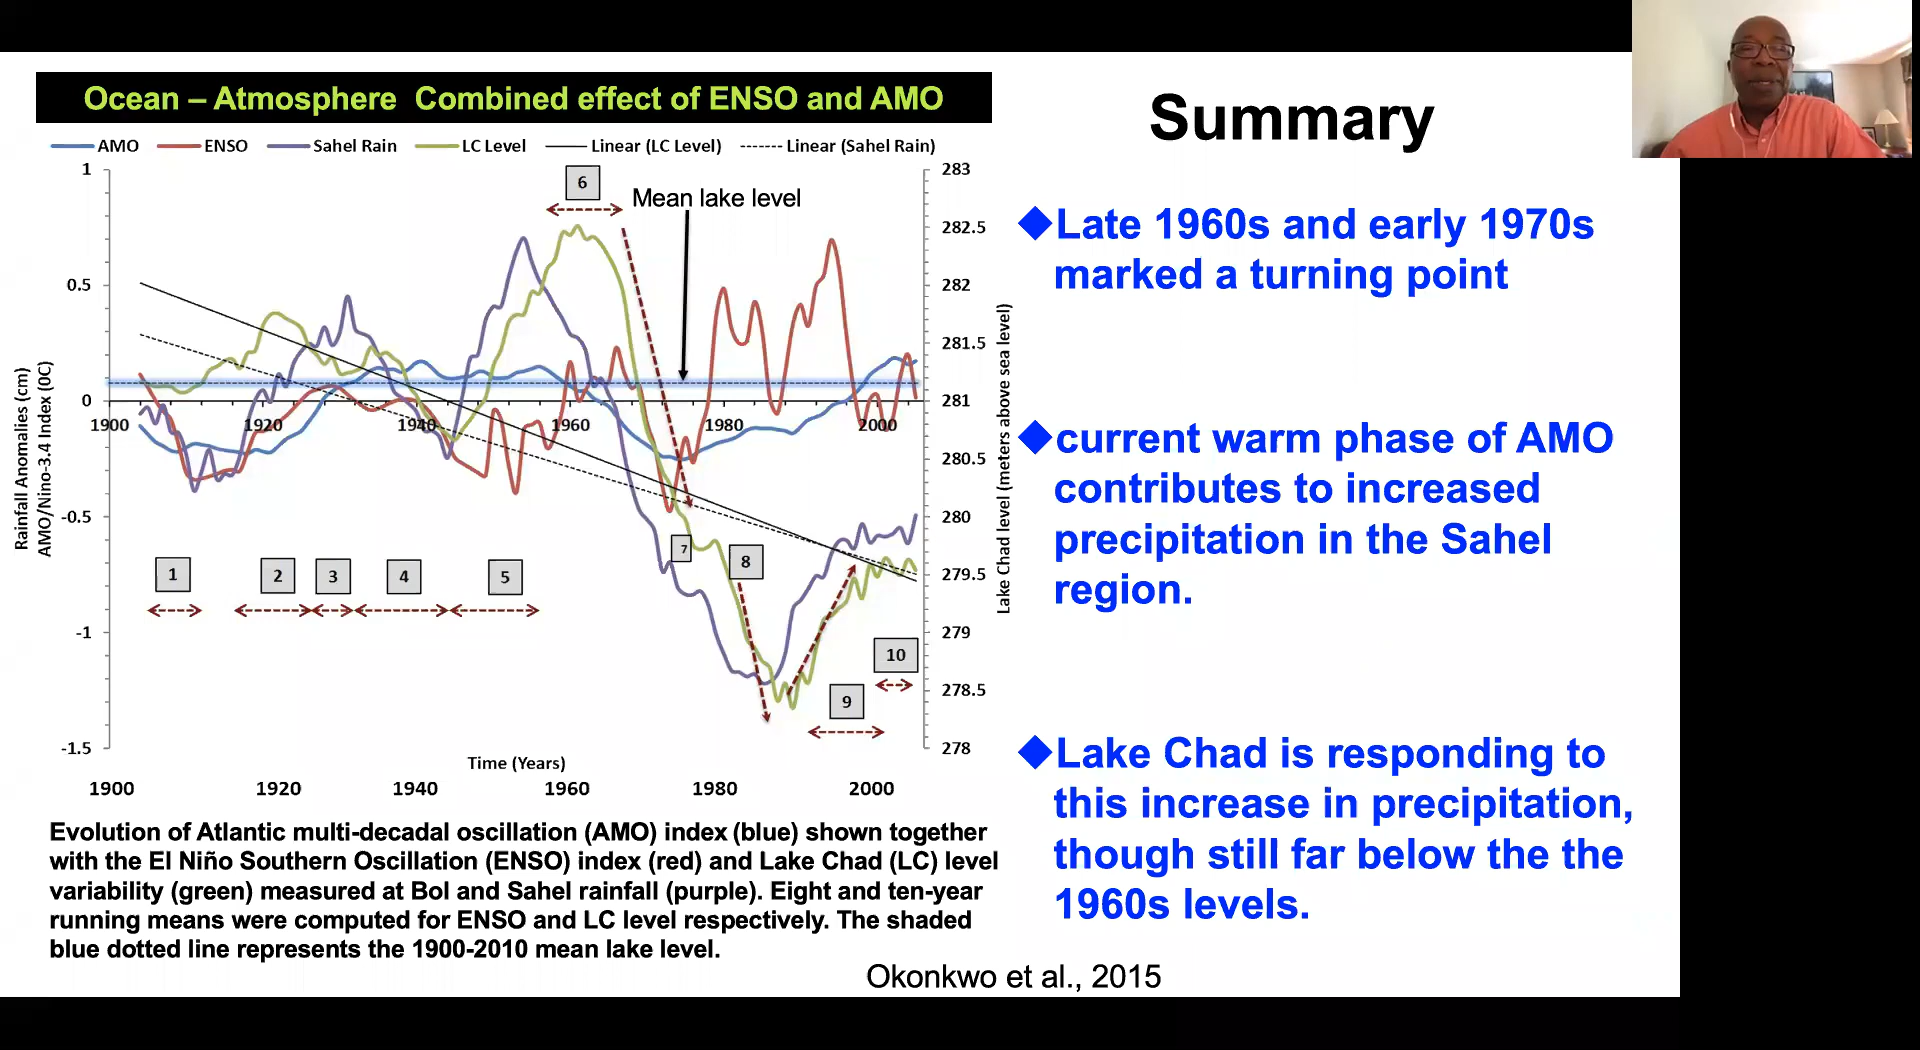 Ocean – Atmosphere Combined effect of ENSO and AMO
AMO ENSO Sahel Rain LC Level Linear (LC Level) Linear (Sahel Rain)
1
0.5
0
-0.5
-1
-1.5
283
282.5
282
281.5
281
280.5
280
279.5
279
278.5
278
Rainfall Anomalies (cm)
AMO/Nino-3.4 Index (0C)
Lake Chad level (meters above sea level)
Mean lake level
1900 1920 1940 1960 1980 2000
1
2
3
4
5
6
7
8
9
10
Time (Years)
1900 1920 1940 1960 1980 2000
Evolution of Atlantic multi-decadal oscillation (AMO) index (blue) shown together
with the El Niño Southern Oscillation (ENSO) index (red) and Lake Chad (LC) level
variability (green) measured at Bol and Sahel rainfall (purple). Eight and ten-year
running means were computed for ENSO and LC level respectively. The shaded
blue dotted line represents the 1900-2010 mean lake level.
Okonkwo et al., 2015
Summary
◆Late 1960s and early 1970s
marked a turning point
◆current warm phase of AMO
contributes to increased
precipitation in the Sahel
region.
◆Lake Chad is responding to
this increase in precipitation,
though still far below the the
1960s levels.